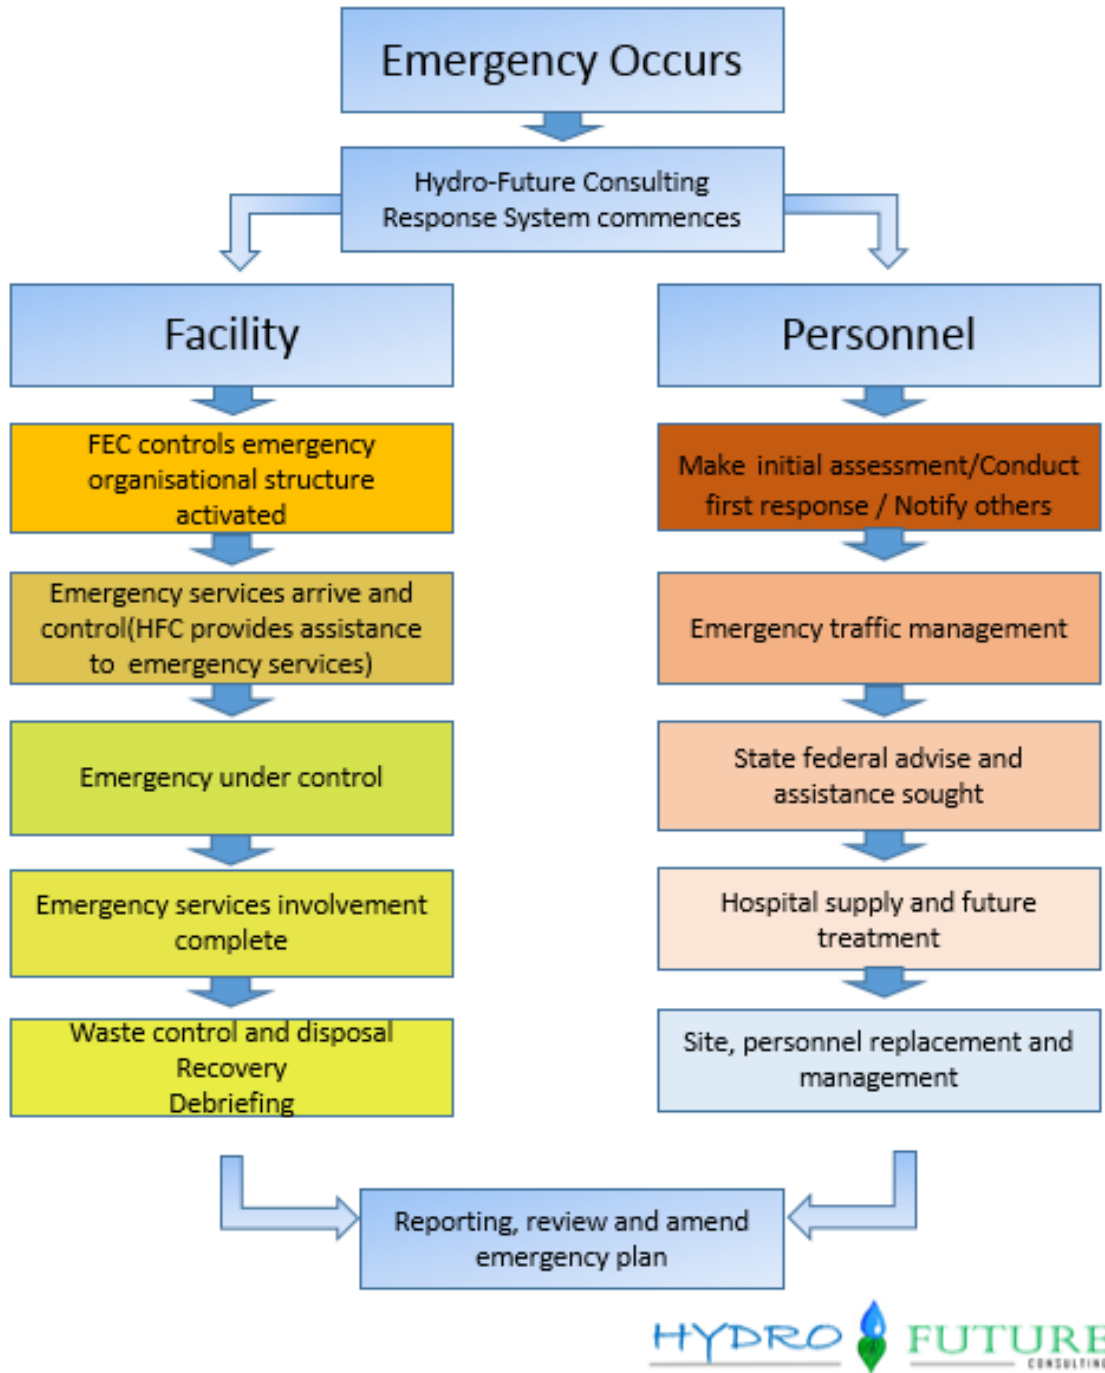 Emergency Occurs
Hydro-Future Consulting
Response System commences
Facility
FEC controls emergency
organisational structure
activated
Emergency services arrive and
control(HFC provides assistance
to emergency services)
Emergency under control
Emergency services involvement
complete
Waste control and disposal
Recovery
Debriefing
Personnel
Make initial assessment/Conduct
first response / Notify others
Emergency traffic management
State federal advise and
assistance sought
Hospital supply and future
treatment
Site, personnel replacement and
management
Reporting, review and amend
emergency plan
HYDRO FUTURE
CONSULTING